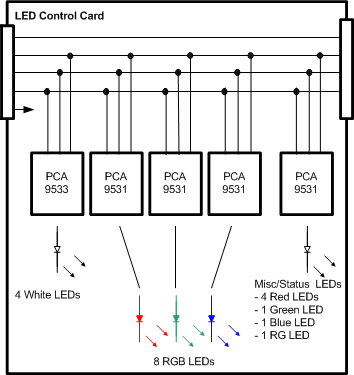 LED Control Card
PCA
9533
PCA
9531
PCA
9531
PCA
9531
PCA
9531
4 White LEDs
8 RGB LEDs
Misc/Status LEDs
- 4 Red LEDs
- 1 Green LED
- 1 Blue LED
- 1 RG LED